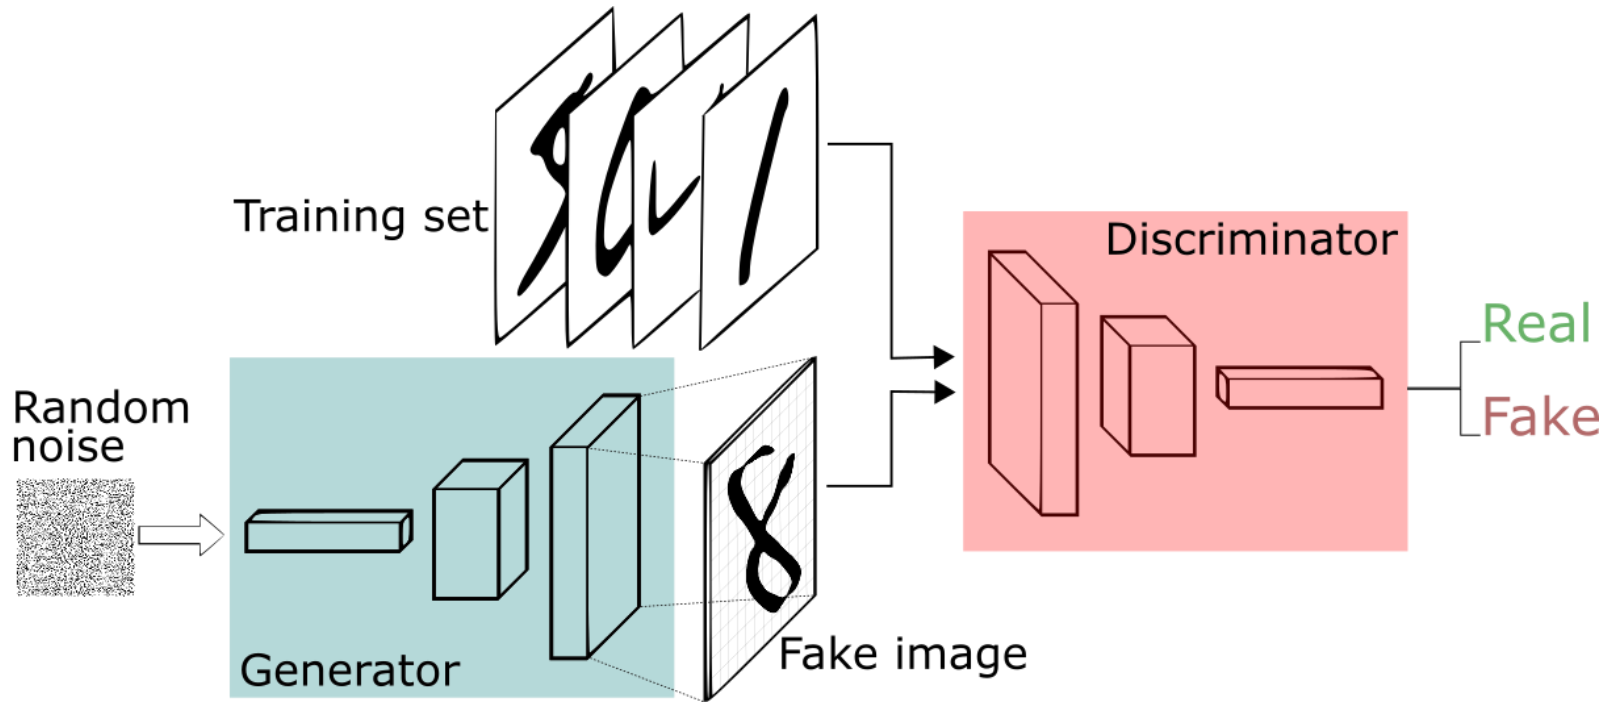 Training set
Discriminator
Real
Fake
Random
noise
Generator
Fake image